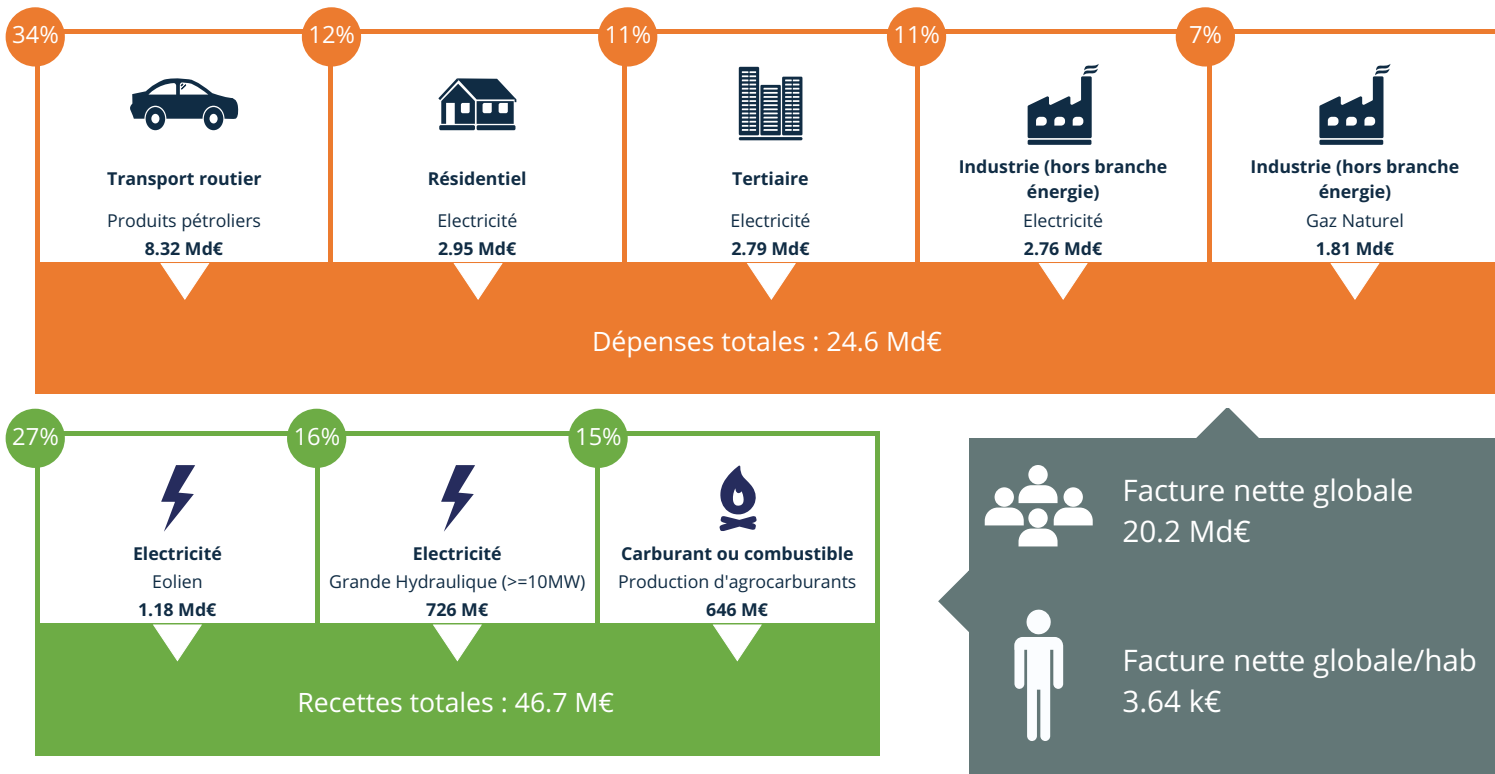 34%
12%
11%
11%
7%
Transport routier
Produits pétroliers
8.32 Md€
Résidentiel
Electricité
2.95 Md€
Tertiaire
Electricité
2.79 Md€
Industrie (hors branche
énergie)
Electricité
2.76 Md€
Industrie (hors branche
énergie)
Gaz Naturel
1.81 Md€
Dépenses totales : 24.6 Md€
27%
16%
15%
Electricité
Eolien
1.18 Md€
Electricité
Grande Hydraulique (>=10MW)
726 M€
Carburant ou combustible
Production d'agrocarburants
646 M€
Recettes totales : 46.7 M€
Facture nette globale
20.2 Md€
Facture nette globale/hab
3.64 k€